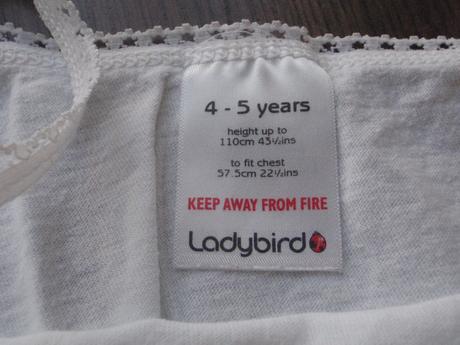 4 - 5 years
height up to
110cm 43½ins
to fit chest
57.5cm 22½ins
KEEP AWAY FROM FIRE
Ladybird